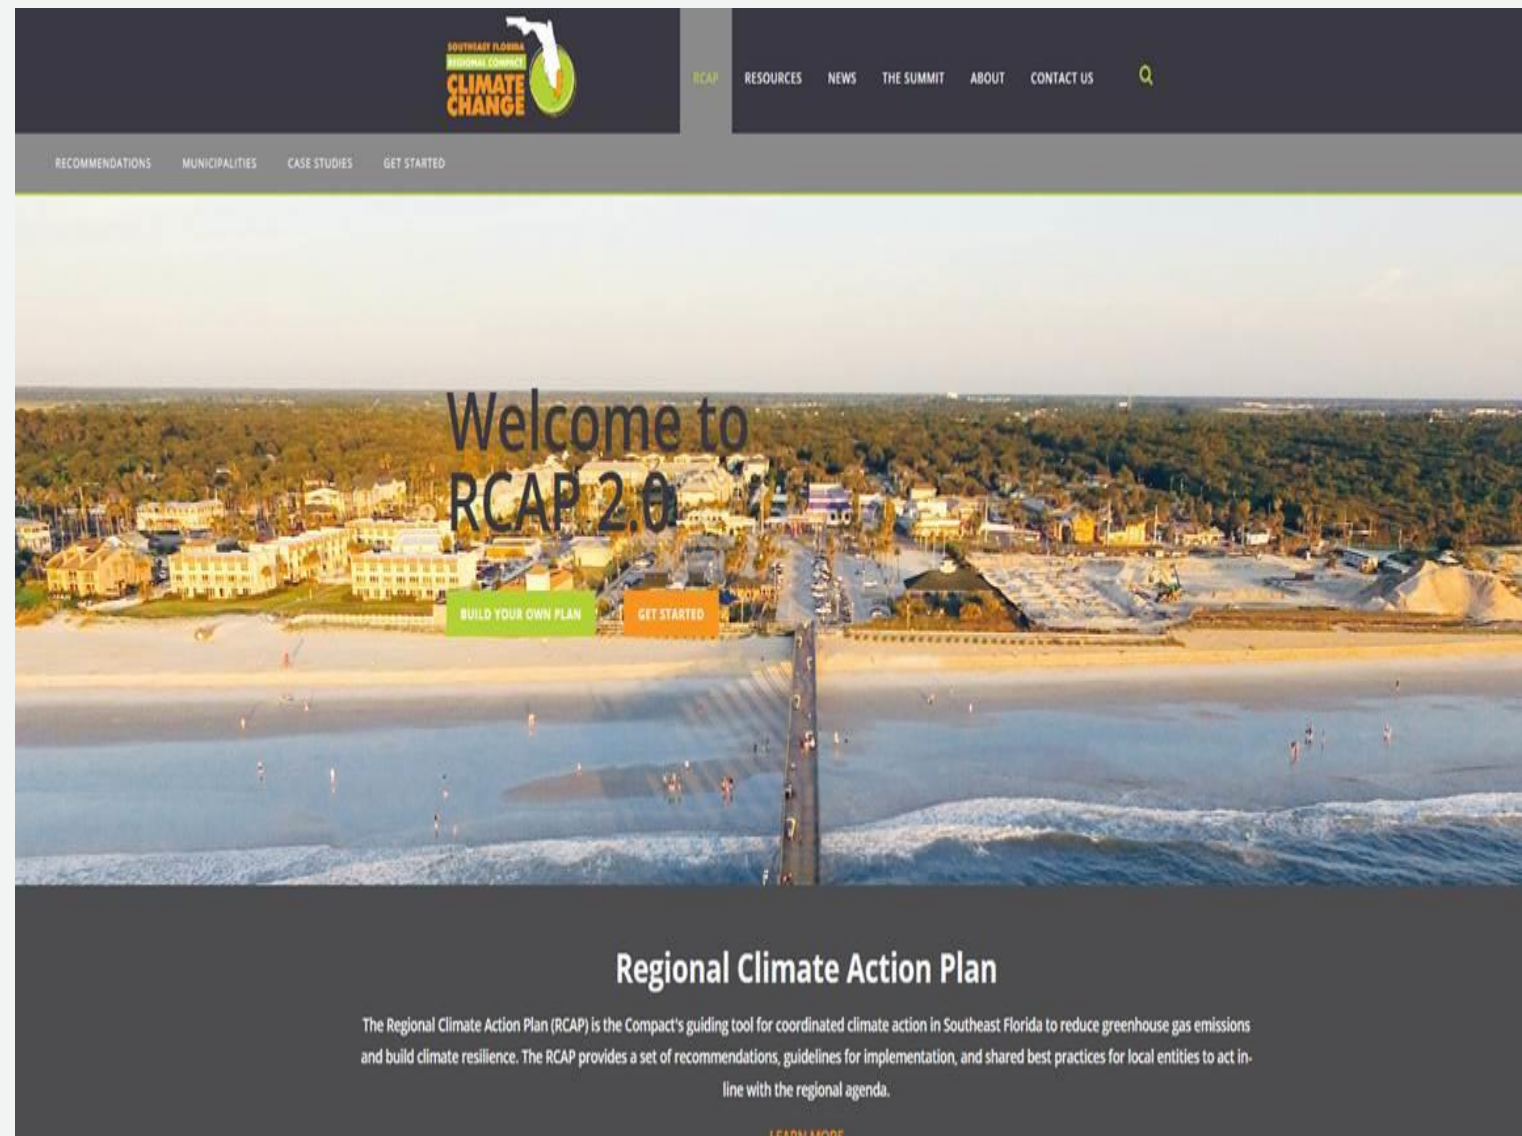 SOUTHEAST FLORIDA
REGIONAL COMPACT
CLIMATE
CHANGE
RCAP RESOURCES NEWS THE SUMMIT ABOUT CONTACT US
RECOMMENDATIONS MUNICIPALITIES CASE STUDIES GET STARTED
Welcome to
RCAP 2.0
BUILD YOUR OWN PLAN GET STARTED
Regional Climate Action Plan
The Regional Climate Action Plan (RCAP) is the Compact's guiding tool for coordinated climate action in Southeast Florida to reduce greenhouse gas emissions
and build climate resilience. The RCAP provides a set of recommendations, guidelines for implementation, and shared best practices for local entities to act in-
line with the regional agenda.
LEARN MORE